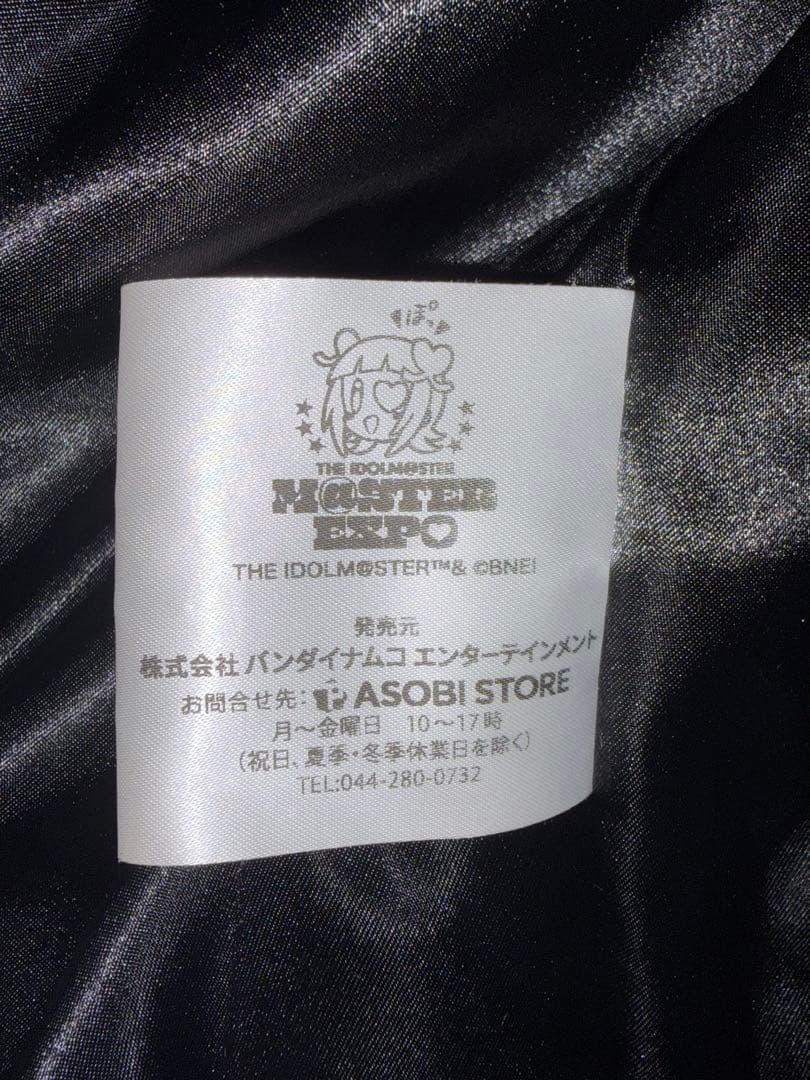 ぽっ
THE IDOLM@STER
M@STER
EXPO
THE IDOLM@STER™& ©BNEI
発売元
株式会社 バンダイナムコ エンターテインメント
お問合せ先: ASOBI STORE
月～金曜日 10～17時
(祝日、夏季・冬季休業日を除く)
TEL:044-280-0732